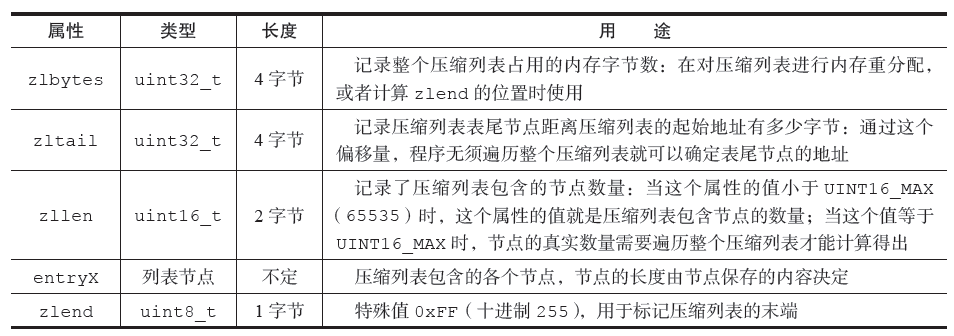 属性 类型 长度 用 途
zlbytes uint32_t 4 字节 记录整个压缩列表占用的内存字节数：在对压缩列表进行内存重分配，
或者计算 zlend 的位置时使用
zltail uint32_t 4 字节 记录压缩列表表尾节点距离压缩列表的起始地址有多少字节：通过这个
偏移量，程序无须遍历整个压缩列表就可以确定表尾节点的地址
zllen uint16_t 2 字节 记录了压缩列表包含的节点数量：当这个属性的值小于 UINT16_MAX
（65535）时，这个属性的值就是压缩列表包含节点的数量；当这个值等于
UINT16_MAX 时，节点的真实数量需要遍历整个压缩列表才能计算得出
entryX 列表节点 不定 压缩列表包含的各个节点，节点的长度由节点保存的内容决定
zlend uint8_t 1 字节 特殊值 0xFF（十进制 255），用于标记压缩列表的末端